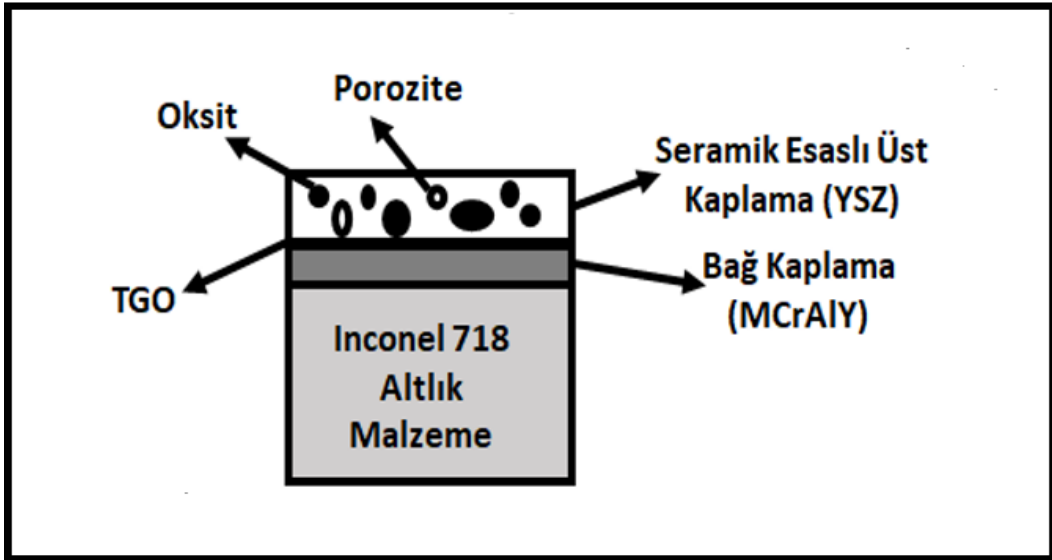 Porozite
Oksit
Seramik Esaslı Üst
Kaplama (YSZ)
TGO
Bağ Kaplama
(MCrAlY)
Inconel 718
Altlık
Malzeme